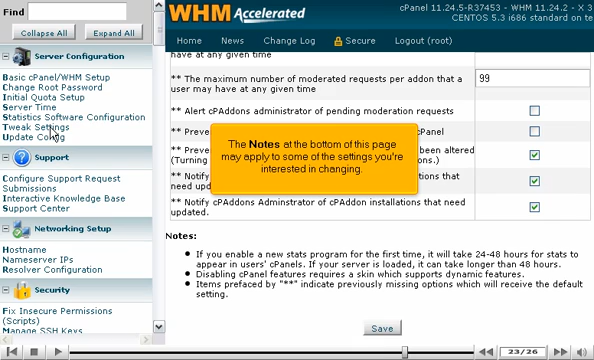 Find
Collapse All
Expand All
Server Configuration
Basic cPanel/WHM Setup
Change Root Password
Initial Quota Setup
Server Time
Statistics Software Configuration
Tweak Settings
Update Config
Support
Configure Support Request
Submissions
Interactive Knowledge Base
Support Center
Networking Setup
Hostname
Nameserver IPs
Resolver Configuration
Security
Fix Insecure Permissions
(Scripts)
Manage SSH Keys
WHM Accelerated
cPanel 11.24.5-R37453 - WHM 11.24.2 - X 3
CENTOS 5.3 i686 standard on te
Home News Change Log Secure Logout (root)
have at any given time
** The maximum number of moderated requests per addon that a
user may have at any given time
99
** Alert cPAddons administrator of pending moderation requests
** Preve
cPanel
** Preve
been altered
(Turning
ons.)
** Notify
ations that
need upd
** Notify cPAddons Adminstrator of cPAddon installations that need
updated.
The Notes at the bottom of this page
may apply to some of the settings you're
interested in changing.
Notes:
If you enable a new stats program for the first time, it will take 24-48 hours for stats to
appear in users' cPanels. If your server is loaded, it can take longer than 48 hours.
Disabling cPanel features requires a skin which supports dynamic features.
Items prefaced by "**" indicate previously missing options which will receive the default
setting.
Save
23/26